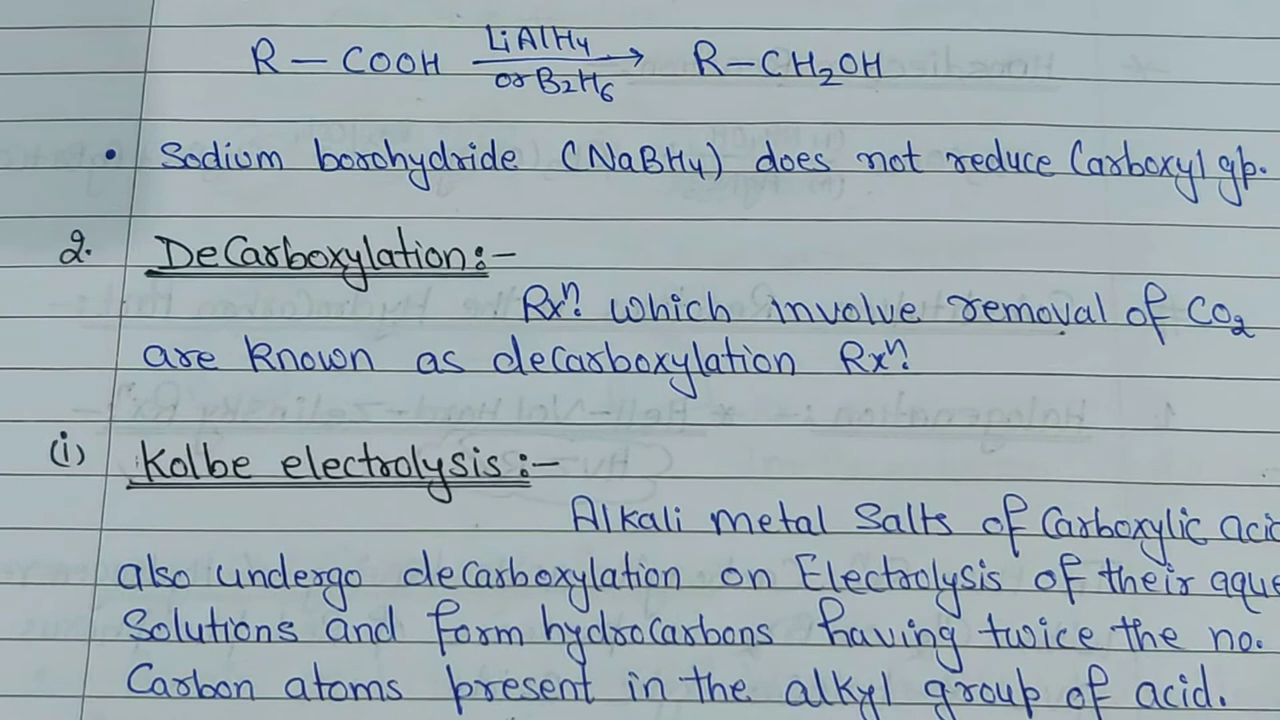 R – COOH LiAlH4 or B2H6 → R – CH2OH
• Sodium borohydride (NaBH4) does not reduce Carboxyl gp.
2. DeCarboxylation:–
Rxn. which involve removal of CO2
are known as decarboxylation Rxn.
(i) Kolbe electrolysis:–
Alkali metal Salts of Carboxylic acid
also undergo decarboxylation on Electrolysis of their aque
Solutions and form hydrocarbons having twice the no.
Carbon atoms present in the alkyl group of acid.